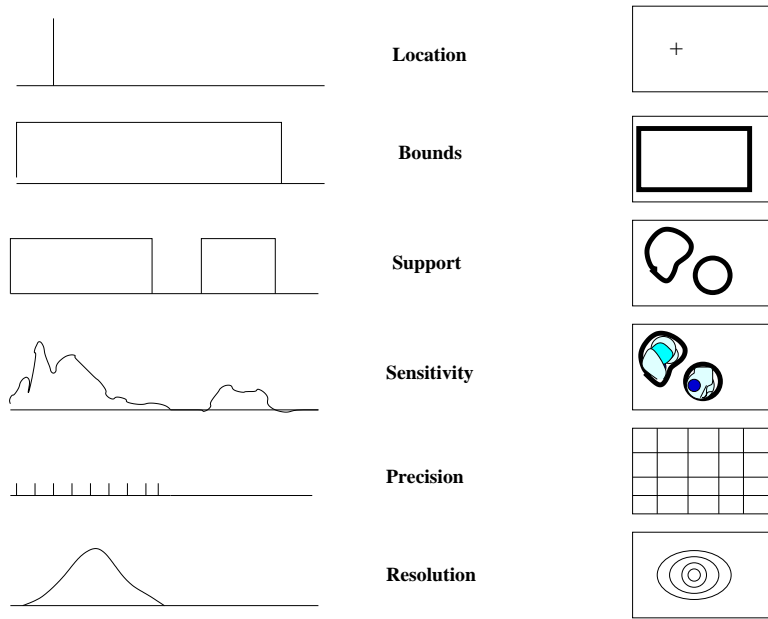 Location
Bounds
Support
Sensitivity
Precision
Resolution